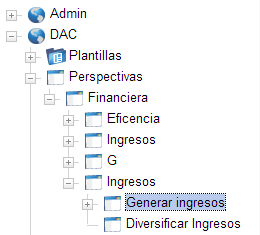 Admin
DAC
Plantillas
Perspectivas
Financiera
Eficencia
Ingresos
G
Ingresos
Generar ingresos
Diversificar Ingresos